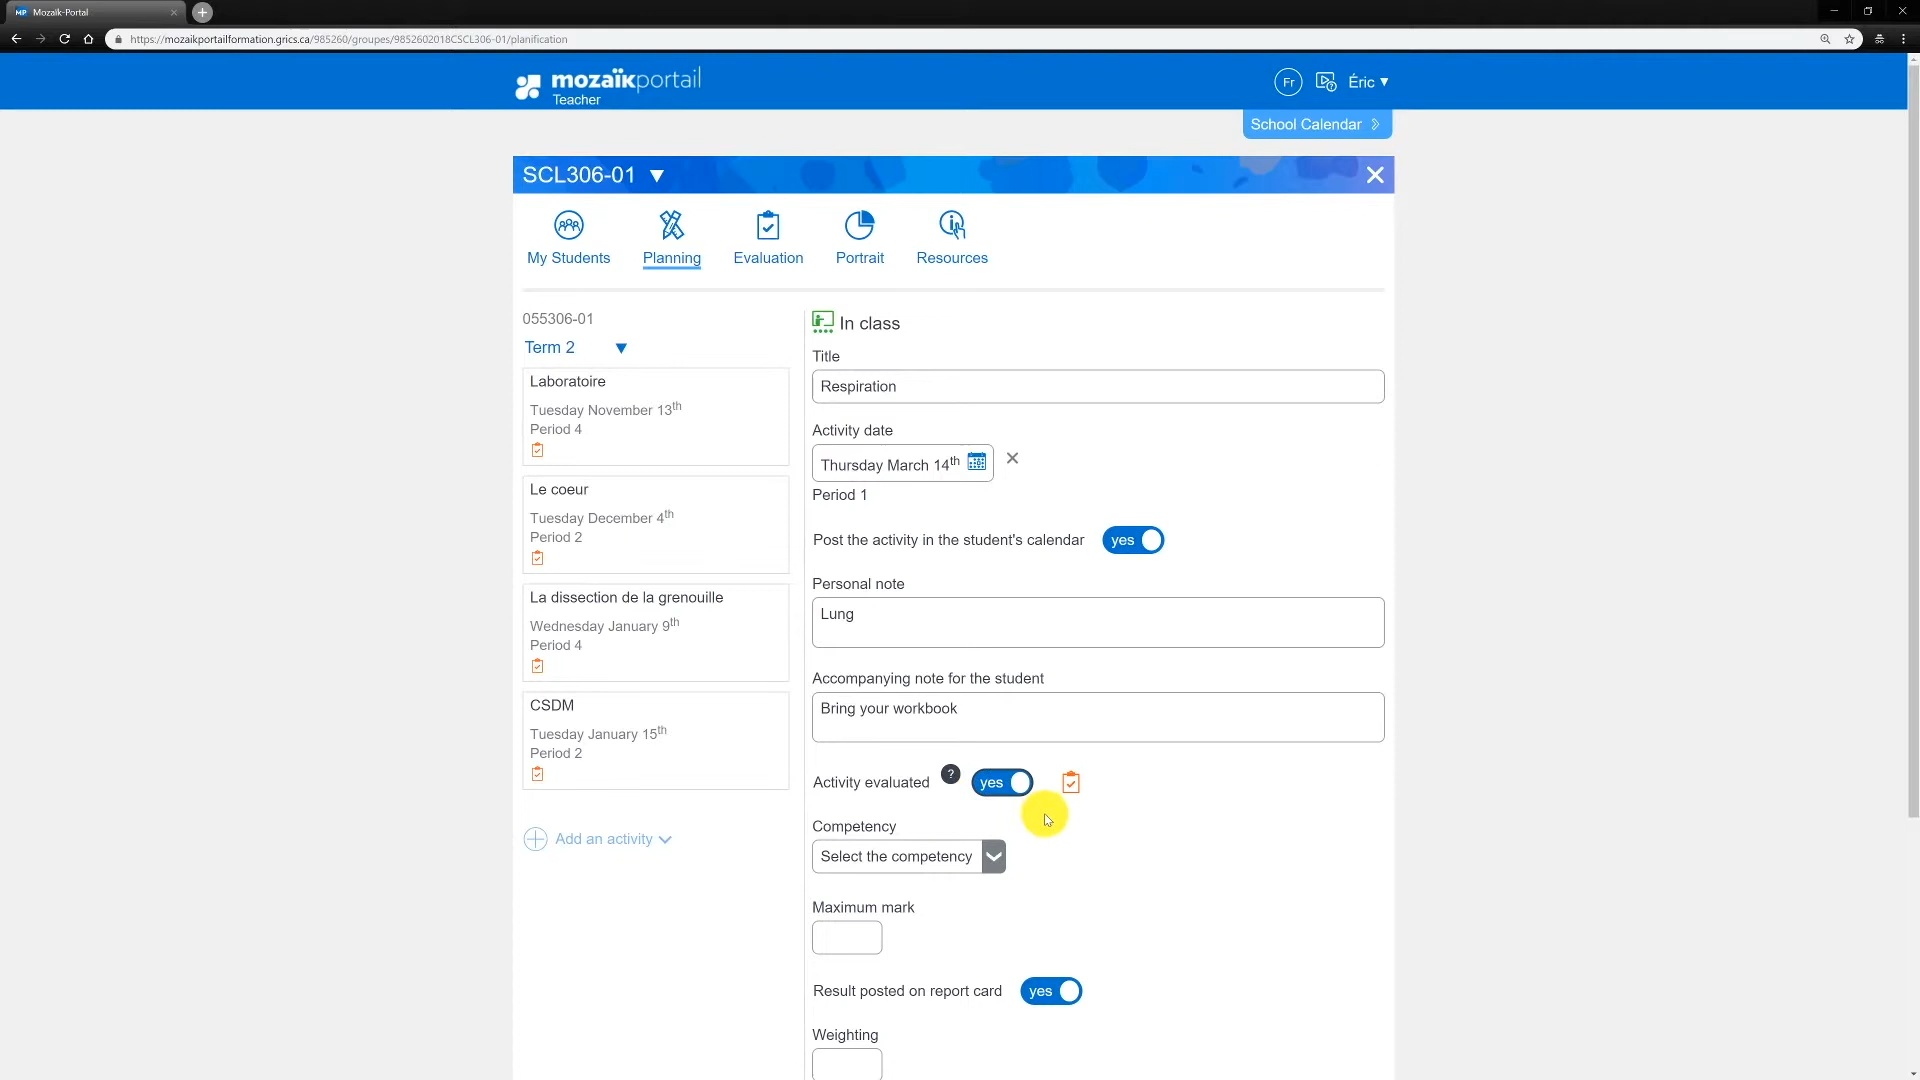 Mozaïk-Portal
https://mozaikportailformation.grics.ca/985260/groupes/9852602018CSCL306-01/planification
mozaïkportail
Teacher
Fr
Éric
School Calendar
SCL306-01
My Students
Planning
Evaluation
Portrait
Resources
055306-01
Term 2
Laboratoire
Tuesday November 13th
Period 4
Le coeur
Tuesday December 4th
Period 2
La dissection de la grenouille
Wednesday January 9th
Period 4
CSDM
Tuesday January 15th
Period 2
Add an activity
In class
Title
Respiration
Activity date
Thursday March 14th
Period 1
Post the activity in the student's calendar yes
Personal note
Lung
Accompanying note for the student
Bring your workbook
Activity evaluated ? yes
Competency
Select the competency
Maximum mark
Result posted on report card yes
Weighting